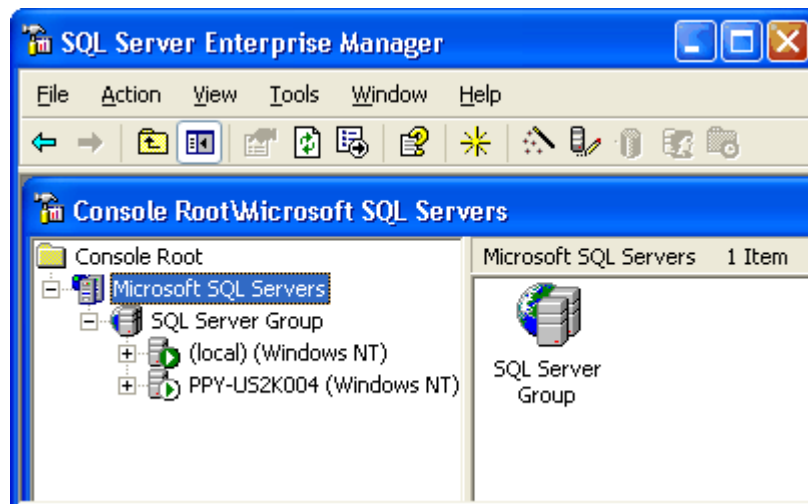 SQL Server Enterprise Manager
File Action View Tools Window Help
Console Root\Microsoft SQL Servers
Console Root
Microsoft SQL Servers
SQL Server Group
(local) (Windows NT)
PPY-US2K004 (Windows NT)
Microsoft SQL Servers 1 Item
SQL Server
Group